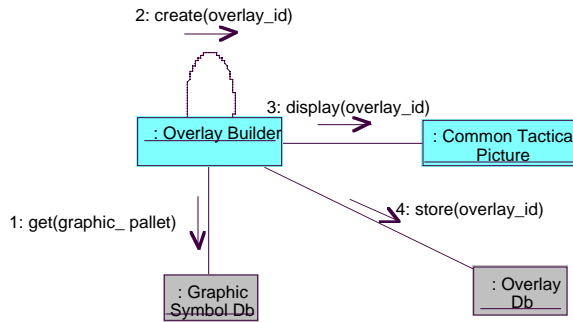 2: create(overlay_id)
3: display(overlay_id)
: Overlay Builder
: Common Tactica
Picture
1: get(graphic_ pallet)
4: store(overlay_id)
: Graphic
Symbol Db
: Overlay
Db